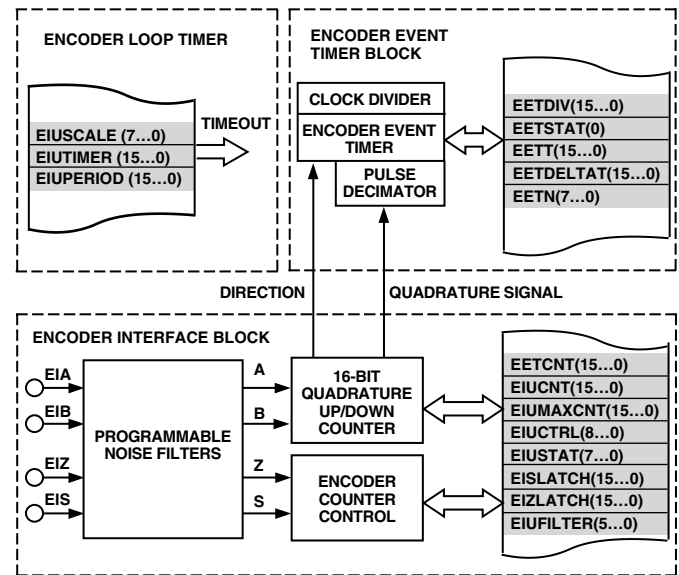 ENCODER LOOP TIMER
EIUSCALE (7...0)
EIUTIMER (15...0)
EIUPERIOD (15...0)
TIMEOUT
ENCODER EVENT
TIMER BLOCK
CLOCK DIVIDER
ENCODER EVENT
TIMER
PULSE
DECIMATOR
EETDIV(15...0)
EETSTAT(0)
EETT(15...0)
EETDELTAT(15...0)
EETN(7...0)
DIRECTION
QUADRATURE SIGNAL
ENCODER INTERFACE BLOCK
EIA
EIB
EIZ
EIS
PROGRAMMABLE
NOISE FILTERS
A
B
Z
S
16-BIT
QUADRATURE
UP/DOWN
COUNTER
ENCODER
COUNTER
CONTROL
EETCNT(15...0)
EIUCNT(15...0)
EIUMAXCNT(15...0)
EIUCTRL(8...0)
EIUSTAT(7...0)
EISLATCH(15...0)
EIZLATCH(15...0)
EIUFILTER(5...0)